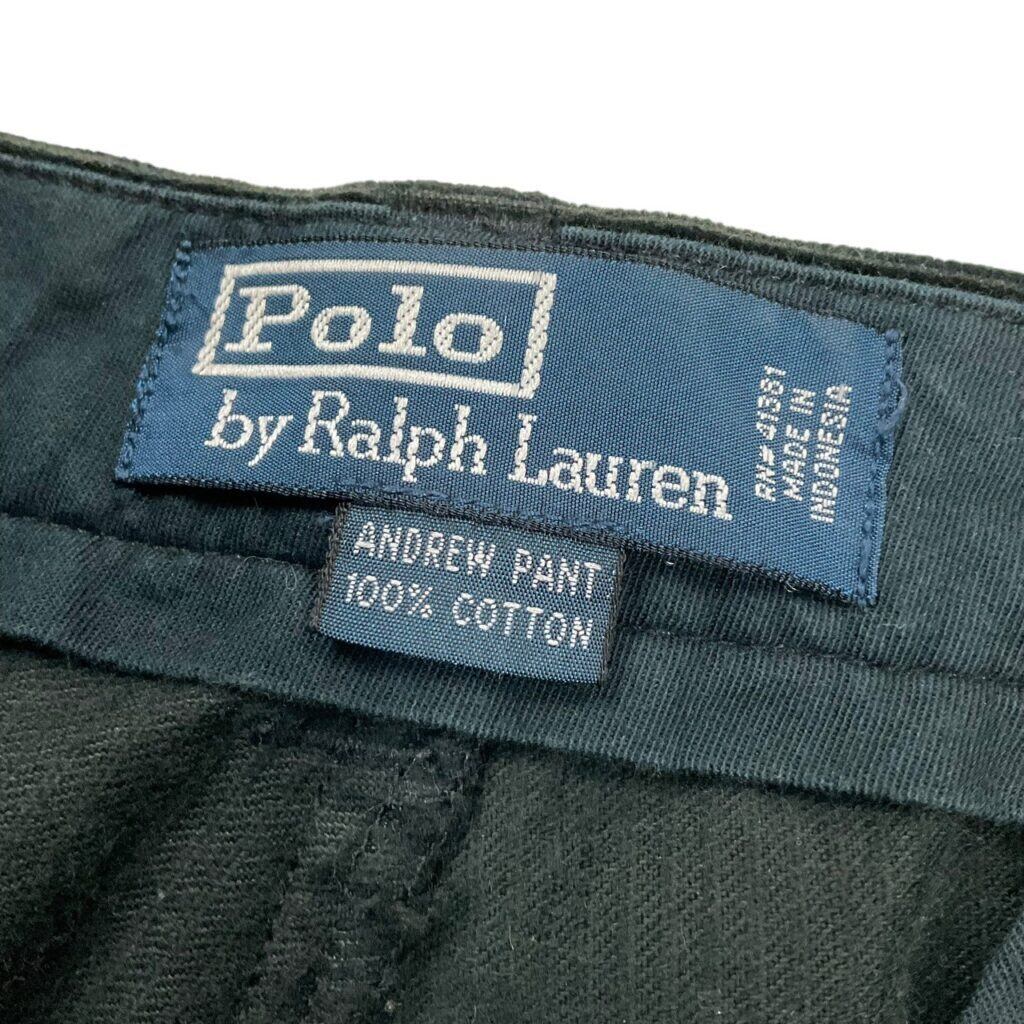 Polo
by Ralph Lauren
RN-41381
MADE IN
INDONESIA
ANDREW PANT
100% COTTON